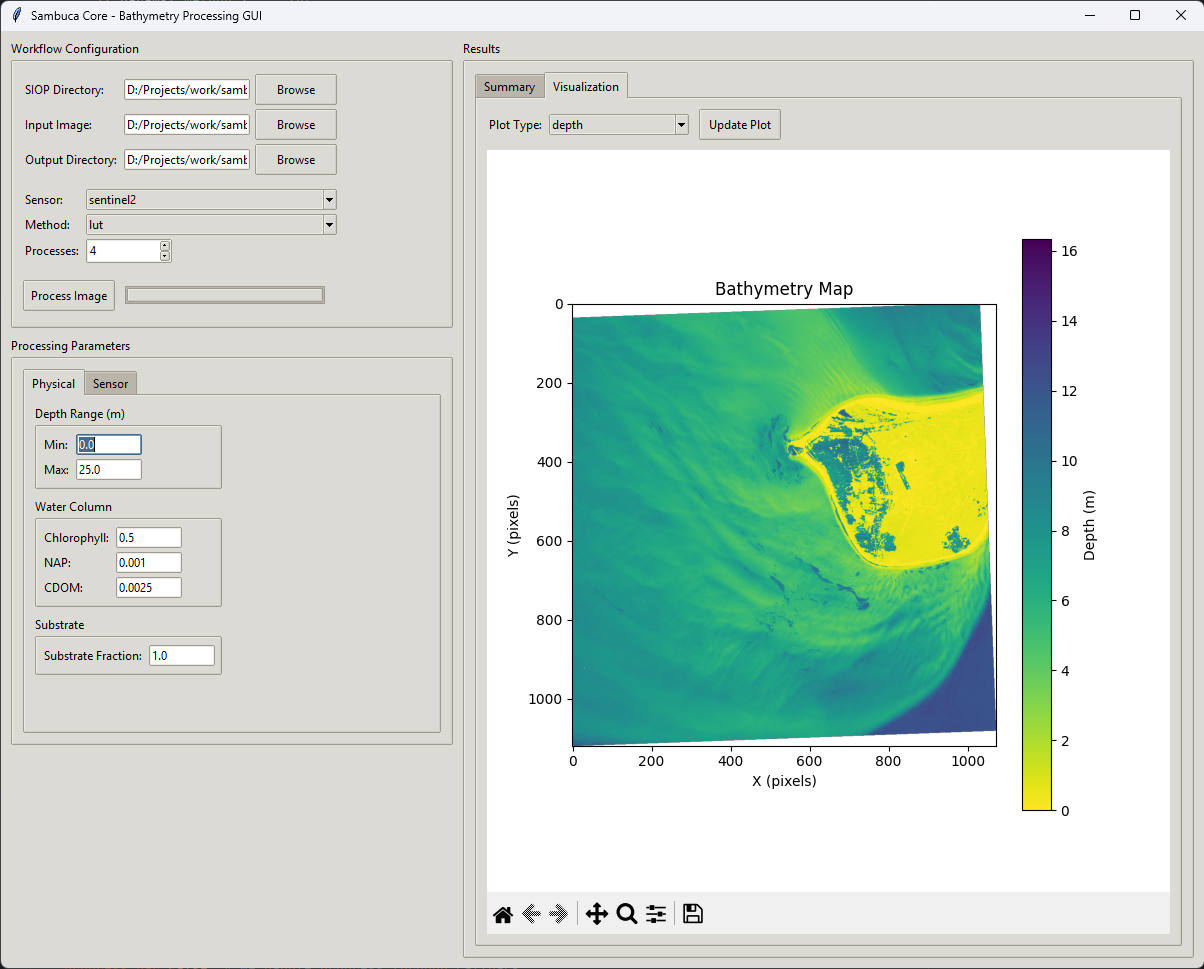 Sambuca Core - Bathymetry Processing GUI
Workflow Configuration
SIOP Directory: D:/Projects/work/saml Browse
Input Image: D:/Projects/work/saml Browse
Output Directory: D:/Projects/work/saml Browse
Sensor: sentinel2
Method: lut
Processes: 4
Process Image
Processing Parameters
Physical Sensor
Depth Range (m)
Min: 0.0
Max: 25.0
Water Column
Chlorophyll: 0.5
NAP: 0.001
CDOM: 0.0025
Substrate
Substrate Fraction: 1.0
Results
Summary Visualization
Plot Type: depth Update Plot
Bathymetry Map
0
200
400
600
800
1000
Y (pixels)
0 200 400 600 800 1000
X (pixels)
16
14
12
10
8
6
4
2
0
Depth (m)